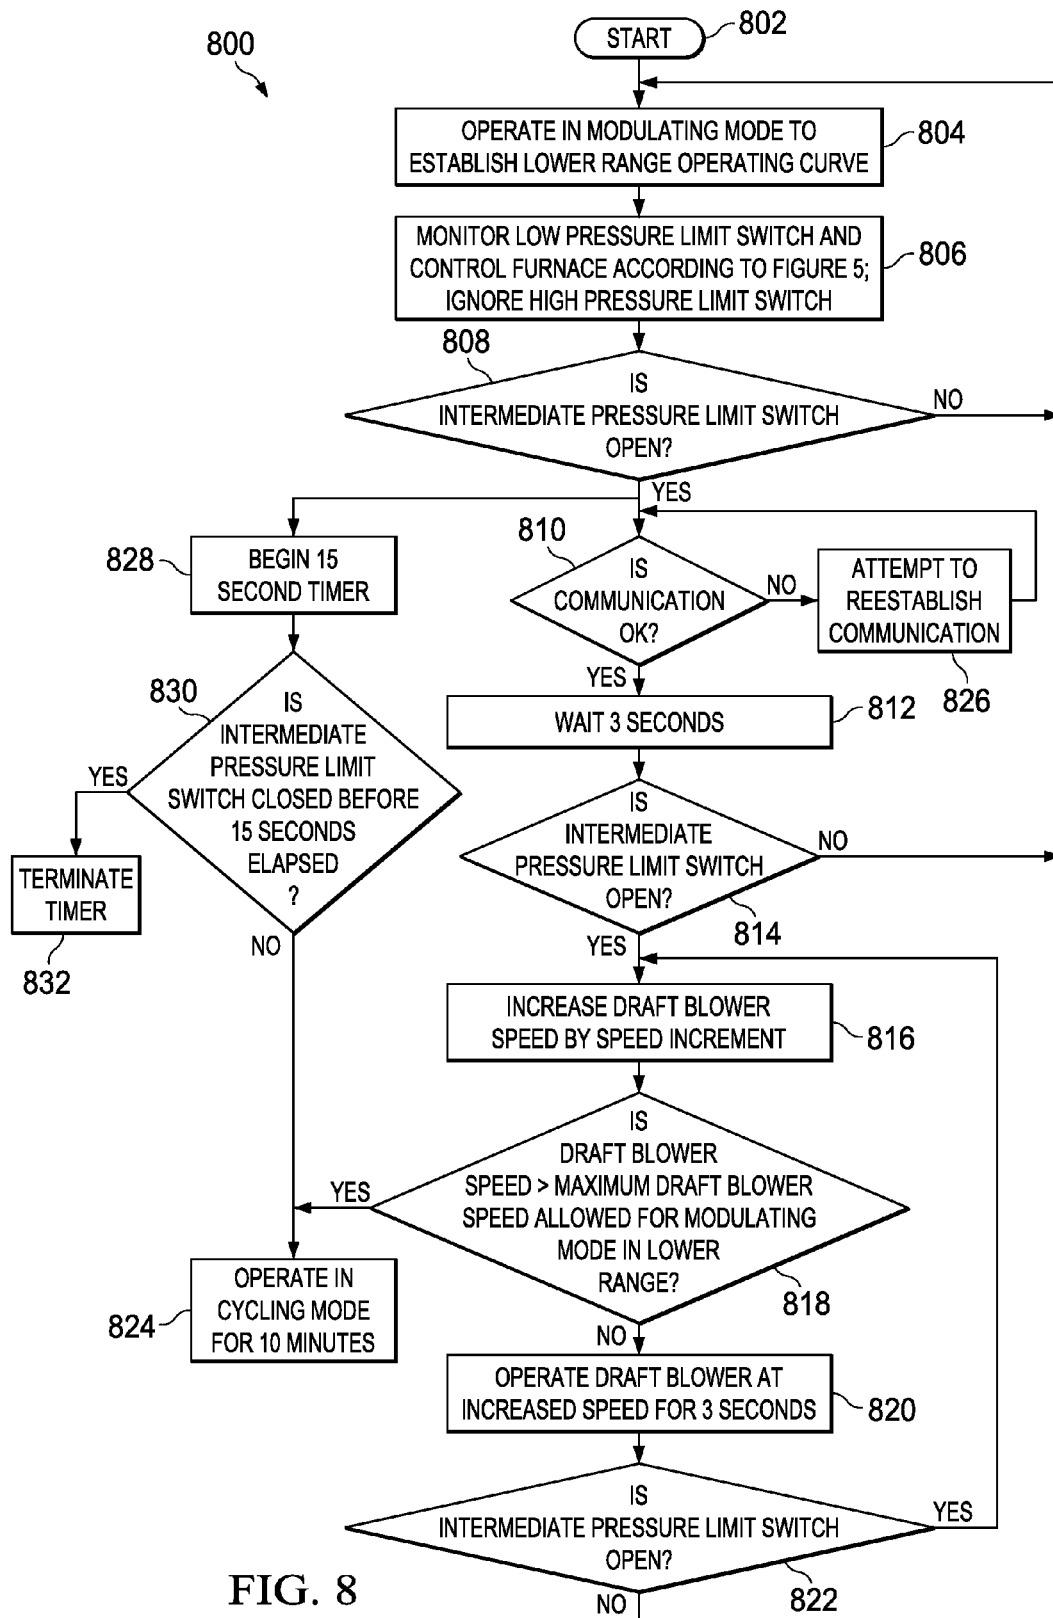 800
START
802
OPERATE IN MODULATING MODE TO
ESTABLISH LOWER RANGE OPERATING CURVE
804
MONITOR LOW PRESSURE LIMIT SWITCH AND
CONTROL FURNACE ACCORDING TO FIGURE 5;
IGNORE HIGH PRESSURE LIMIT SWITCH
806
808
IS
INTERMEDIATE PRESSURE LIMIT SWITCH
OPEN?
NO
YES
828
BEGIN 15
SECOND TIMER
810
IS
COMMUNICATION
OK?
NO
YES
ATTEMPT TO
REESTABLISH
COMMUNICATION
826
830
IS
INTERMEDIATE
PRESSURE LIMIT
SWITCH CLOSED BEFORE
15 SECONDS
ELAPSED
?
YES
NO
TERMINATE
TIMER
832
WAIT 3 SECONDS
812
IS
INTERMEDIATE
PRESSURE LIMIT SWITCH
OPEN?
NO
814
YES
INCREASE DRAFT BLOWER
SPEED BY SPEED INCREMENT
816
IS
DRAFT BLOWER
SPEED > MAXIMUM DRAFT BLOWER
SPEED ALLOWED FOR MODULATING
MODE IN LOWER
RANGE?
YES
818
NO
824
OPERATE IN
CYCLING MODE
FOR 10 MINUTES
OPERATE DRAFT BLOWER AT
INCREASED SPEED FOR 3 SECONDS
820
IS
INTERMEDIATE PRESSURE LIMIT SWITCH
OPEN?
YES
822
NO
FIG. 8